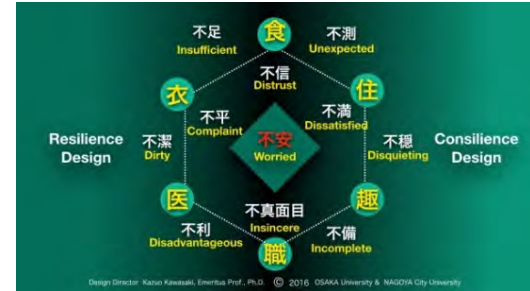 食
不足
Insufficient
不測
Unexpected
不信
Distrust
衣
住
不平
Complaint
不満
Dissatisfied
Resilience
Design
不潔
Dirty
不安
Worried
不穏
Disquieting
Consilience
Design
医
趣
不真面目
Insincere
不利
Disadvantageous
不備
Incomplete
職
Design Director Kazuo Kawasaki, Emeritus Prof., Ph.D. © 2016 OSAKA University & NAGOYA City University